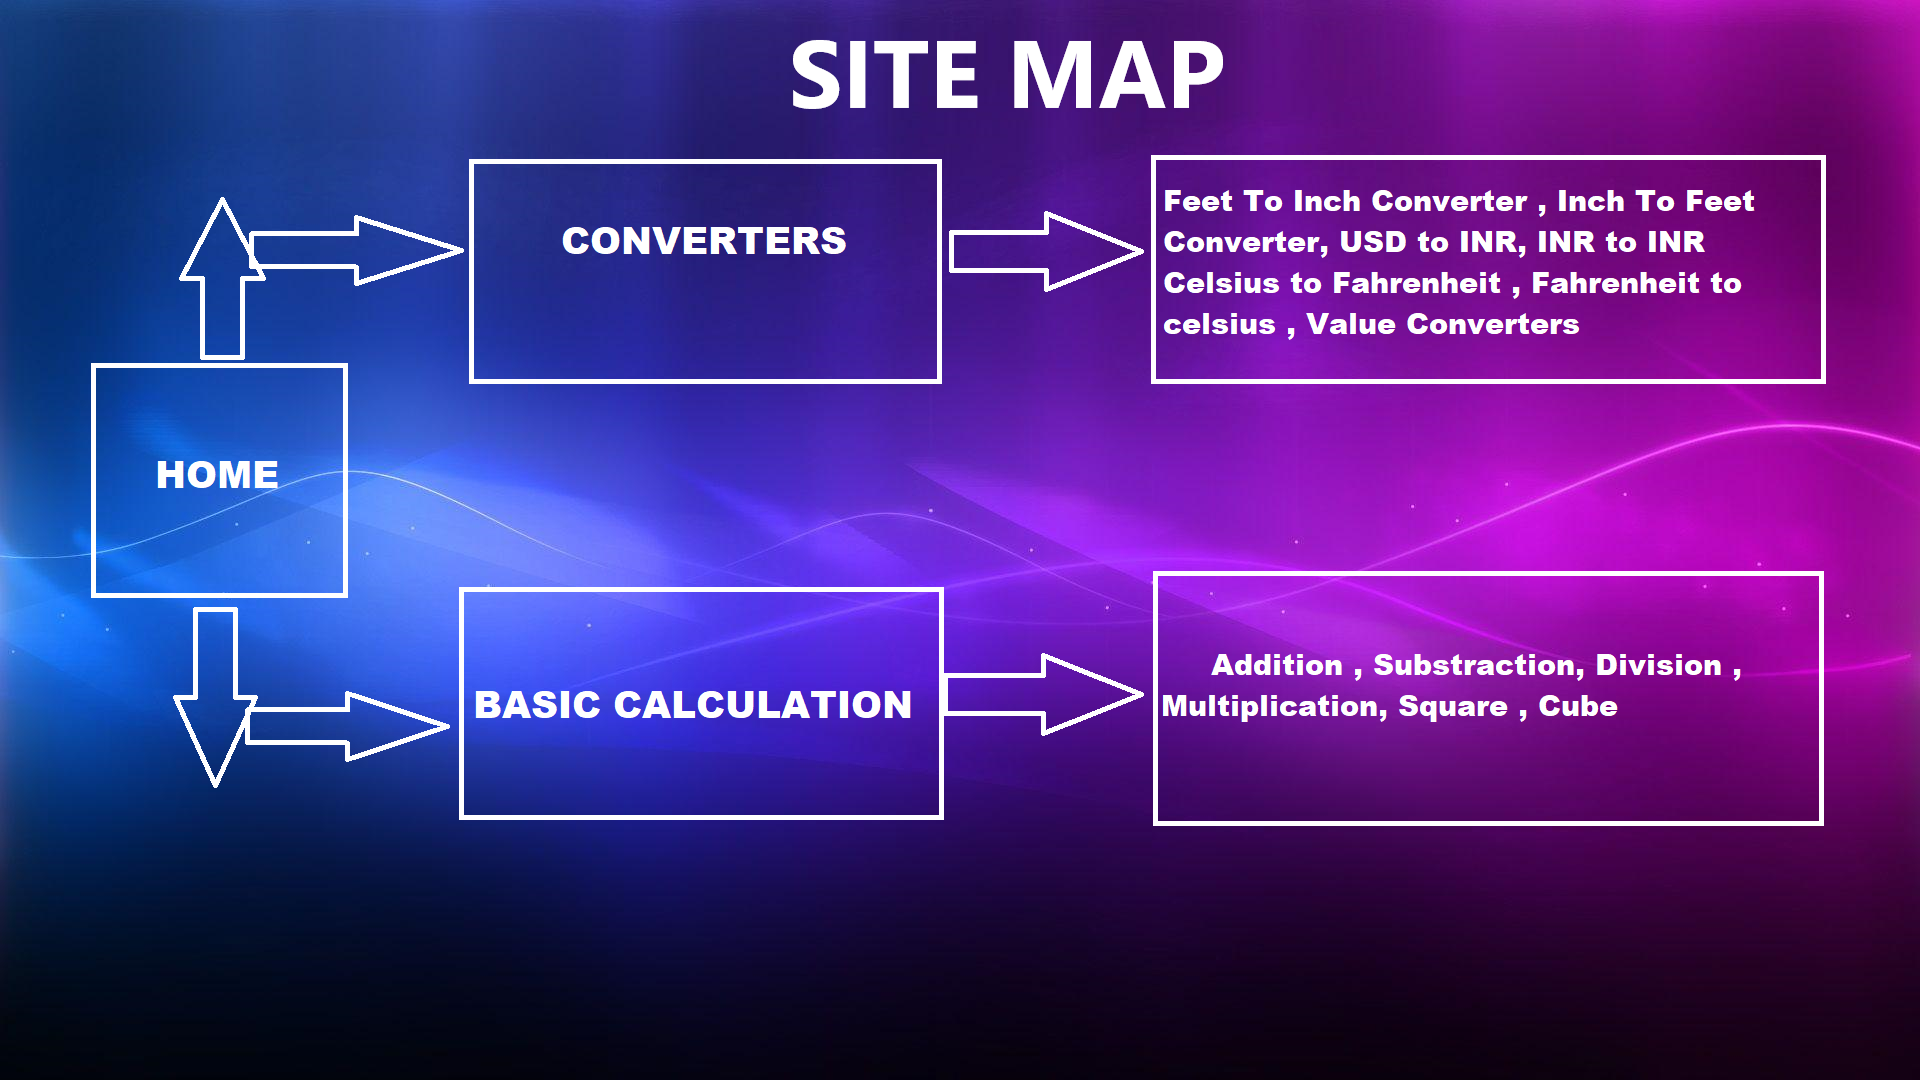 SITE MAP
CONVERTERS
Feet To Inch Converter , Inch To Feet
Converter, USD to INR, INR to INR
Celsius to Fahrenheit , Fahrenheit to
celsius , Value Converters
HOME
BASIC CALCULATION
Addition , Substraction, Division ,
Multiplication, Square , Cube